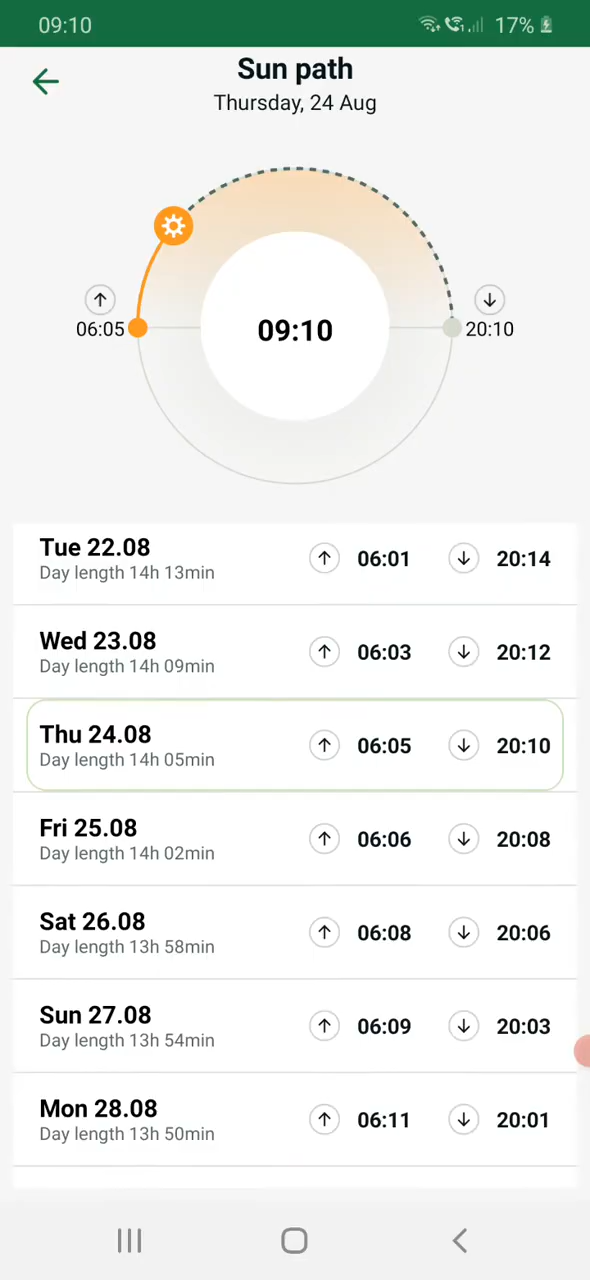 09:10
17%
Sun path
Thursday, 24 Aug
06:05
09:10
20:10
Tue 22.08
Day length 14h 13min
06:01
20:14
Wed 23.08
Day length 14h 09min
06:03
20:12
Thu 24.08
Day length 14h 05min
06:05
20:10
Fri 25.08
Day length 14h 02min
06:06
20:08
Sat 26.08
Day length 13h 58min
06:08
20:06
Sun 27.08
Day length 13h 54min
06:09
20:03
Mon 28.08
Day length 13h 50min
06:11
20:01